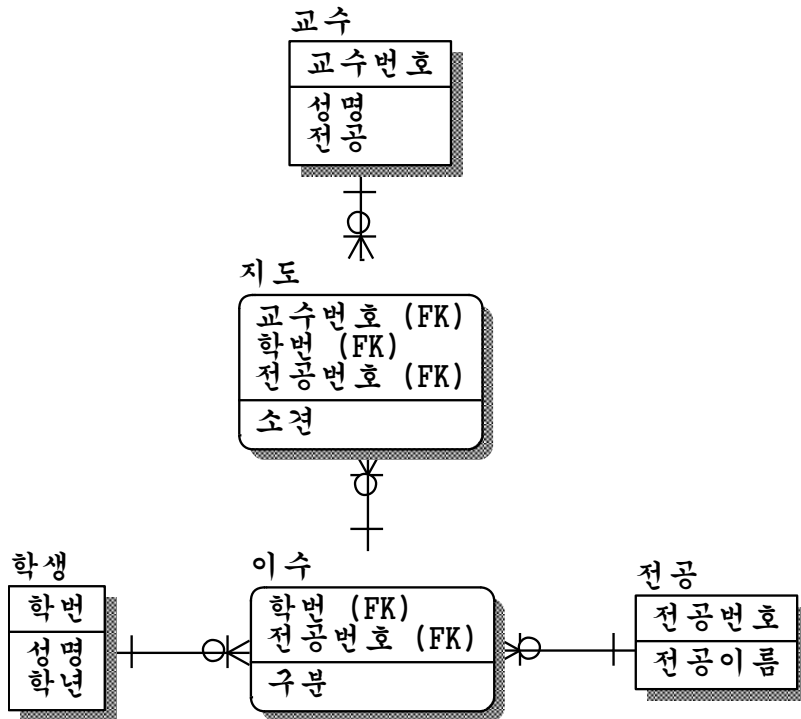 교수
교수번호
성명
전공
지도
교수번호 (FK)
학번 (FK)
전공번호 (FK)
소견
학생
학번
성명
학년
이수
학번 (FK)
전공번호 (FK)
구분
전공
전공번호
전공이름